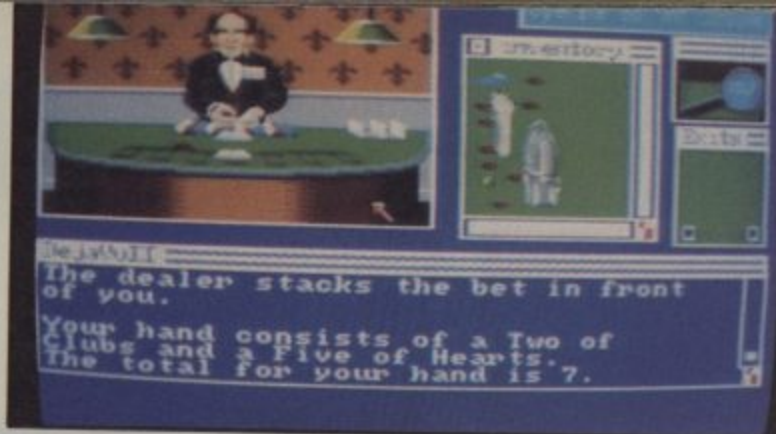 inventory
Exits
DejaVuII
The dealer stacks the bet in front
of you.
Your hand consists of a Two of
Clubs and a Five of Hearts.
The total for your hand is 7.